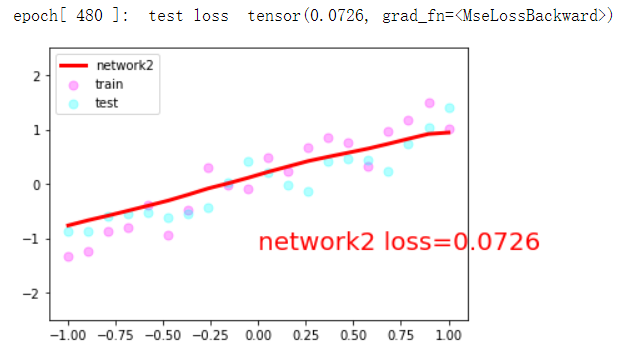 epoch[ 480 ]:  test loss  tensor(0.0726, grad_fn=<MseLossBackward>)
network2
train
test
2
1
0
−1
−2
network2 loss=0.0726
−1.00 −0.75 −0.50 −0.25 0.00 0.25 0.50 0.75 1.00